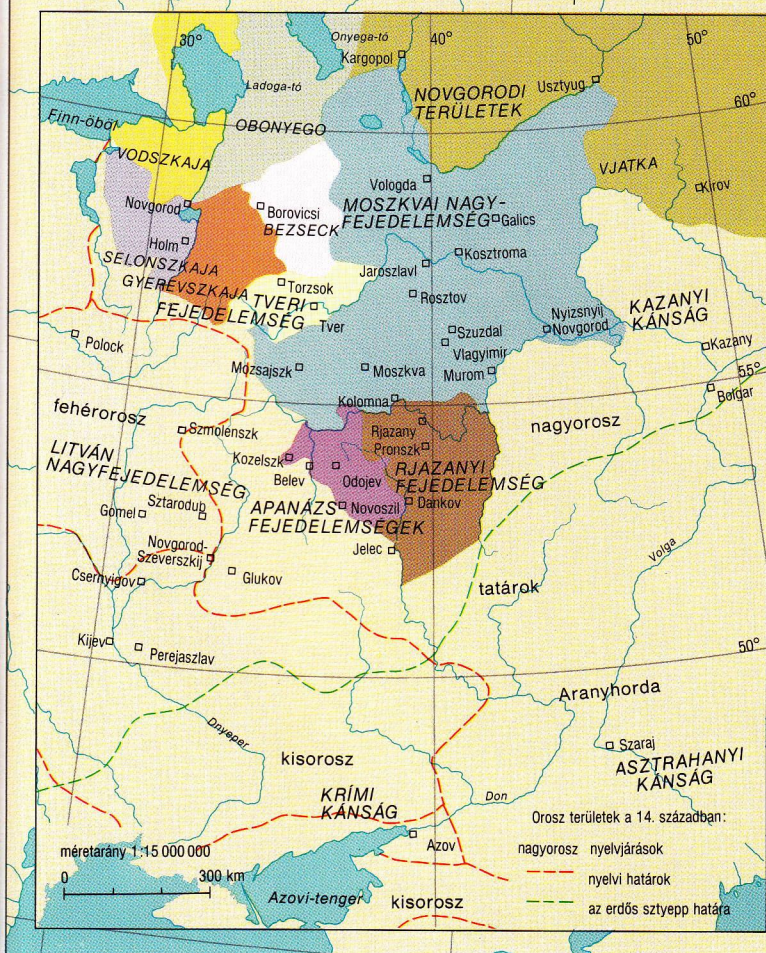 30°
40°
50°
Onyega-tó
Kargopol
Ladoga-tó
NOVGORODI
TERÜLETEK
Usztyug
60°
Finn-öböl
OBONYEGO
VODSZKAJA
VJATKA
Kirov
Vologda
Novgorod
Borovicsi
BEZSECK
MOSZKVAI NAGY-
FEJEDELEMSÉG
Galics
Holm
SELONSZKAJA
GYEREVSZKAJA
Jaroszlavl
Kosztroma
Torzsok
TVERI
FEJEDELEMSÉG
Tver
Rosztov
Nyizsnyij
Novgorod
KAZANYI
KÁNSÁG
Szuzdal
Vlagyimir
Kazany
Polock
Mozsajszk
Moszkva
Murom
55°
Bolgar
Kolomna
fehérorosz
nagyorosz
Szmolenszk
Rjazany
Pronszk
LITVÁN
NAGYFEJEDELEMSÉG
Kozelszk
Belev
Odojev
RJAZANYI
FEJEDELEMSÉG
Sztarodub
Gomel
APANÁZS
FEJEDELEMSÉGEK
Novoszil
Dankov
Novgorod-
Szeverszkij
Jelec
Volga
Csernyigov
Glukov
tatárok
Kijev
Perejaszlav
50°
Aranyhorda
Dnyeper
Szaraj
ASZTRAHANYI
KÁNSÁG
kisorosz
KRÍMI
KÁNSÁG
Don
Azov
Orosz területek a 14. században:
méretarány 1:15 000 000
nagyorosz nyelvjárások
0 300 km
nyelvi határok
Azovi-tenger
kisorosz
az erdős sztyepp határa